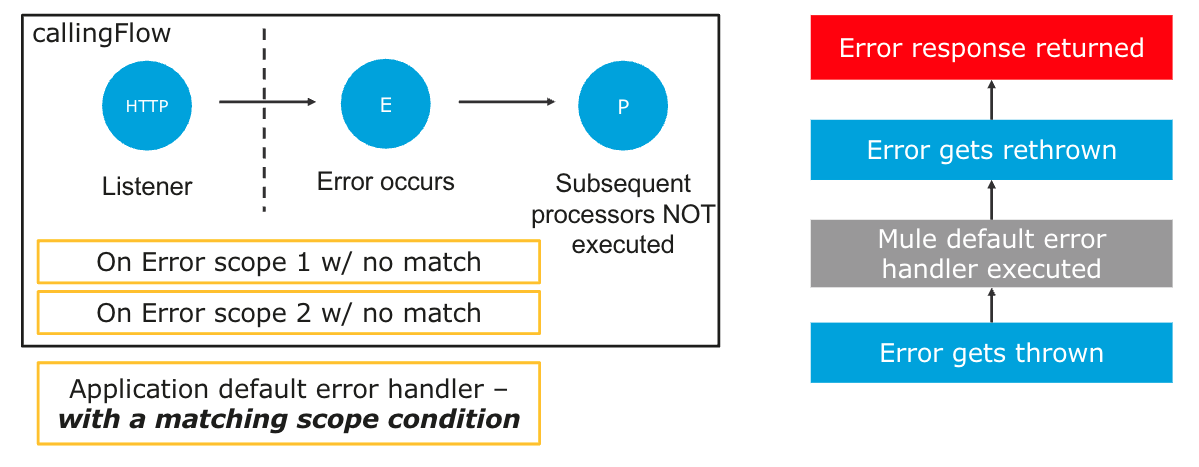 callingFlow
HTTP
E
P
Listener
Error occurs
Subsequent
processors NOT
executed
On Error scope 1 w/ no match
On Error scope 2 w/ no match
Application default error handler –
with a matching scope condition
Error response returned
Error gets rethrown
Mule default error
handler executed
Error gets thrown